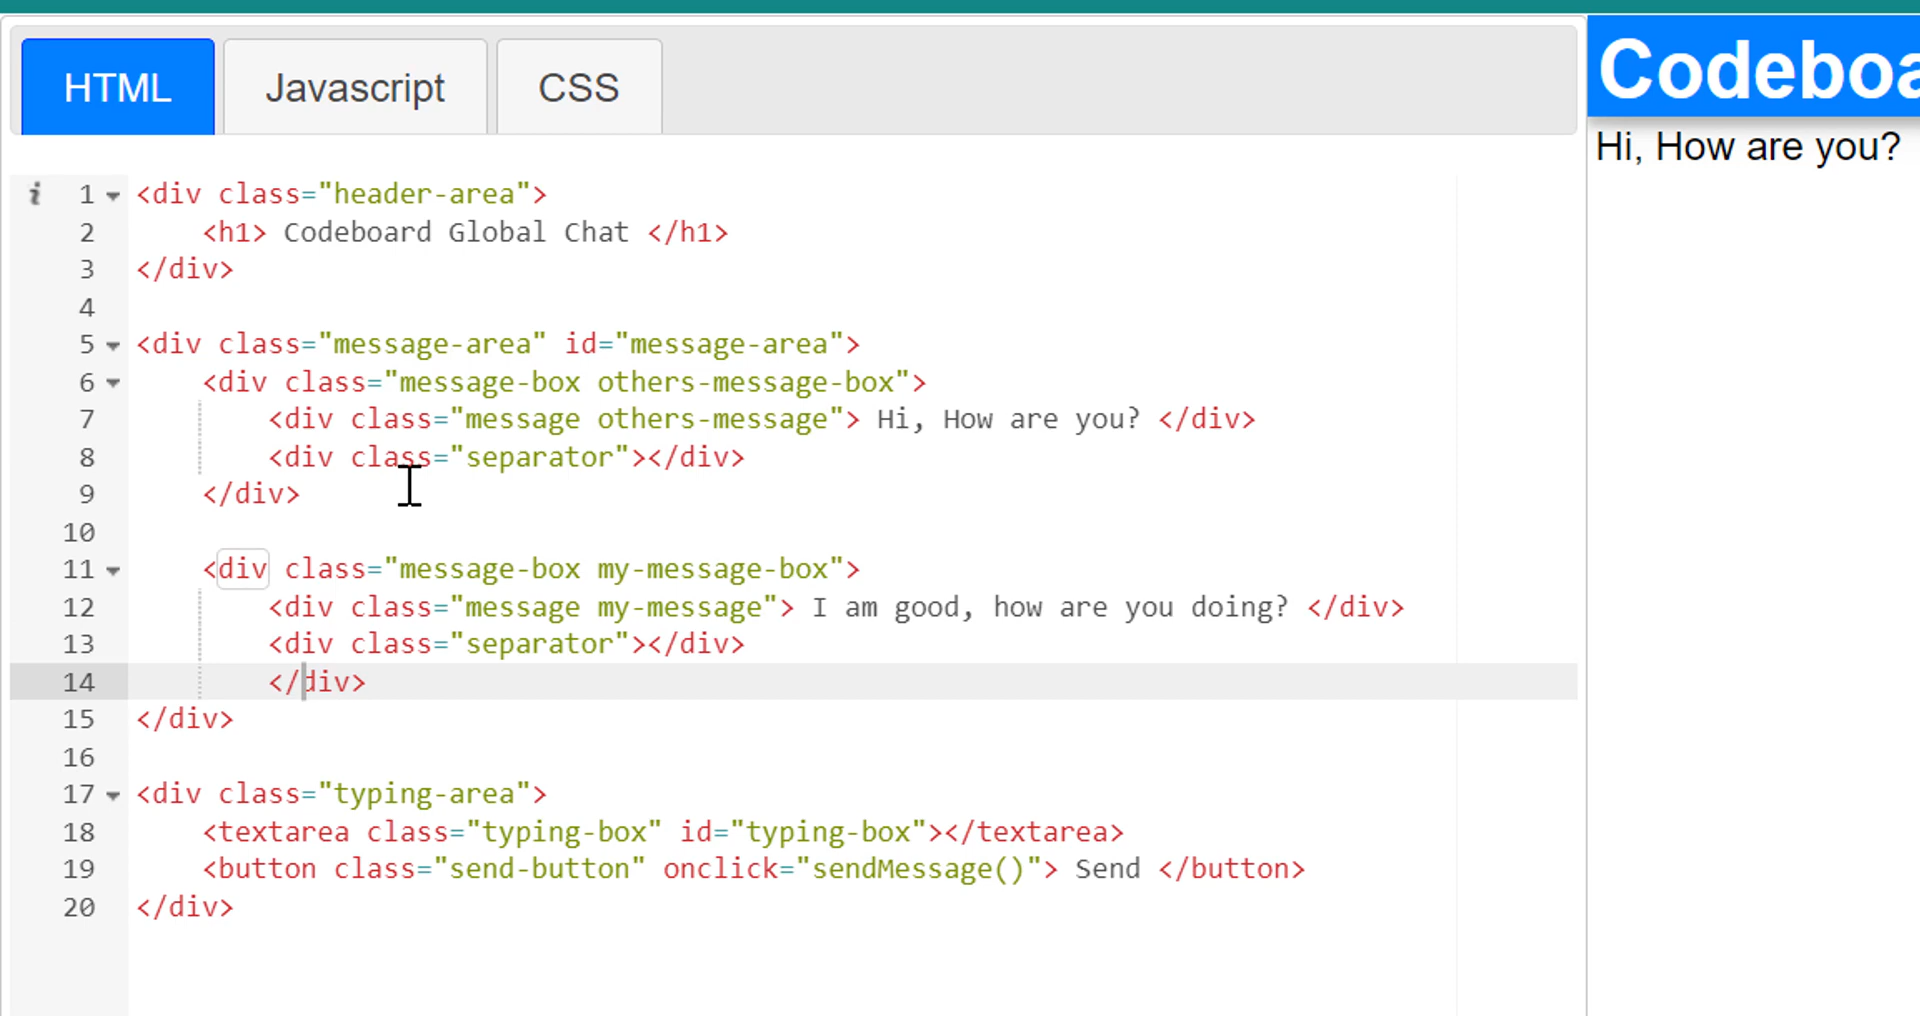 HTML Javascript CSS
Codeboa
Hi, How are you?
i 1 <div class="header-area">
2 <h1> Codeboard Global Chat </h1>
3 </div>
4
5 <div class="message-area" id="message-area">
6 <div class="message-box others-message-box">
7 <div class="message others-message"> Hi, How are you? </div>
8 <div class="separator"></div>
9 </div>
10
11 <div class="message-box my-message-box">
12 <div class="message my-message"> I am good, how are you doing? </div>
13 <div class="separator"></div>
14 </div>
15 </div>
16
17 <div class="typing-area">
18 <textarea class="typing-box" id="typing-box"></textarea>
19 <button class="send-button" onclick="sendMessage()"> Send </button>
20 </div>